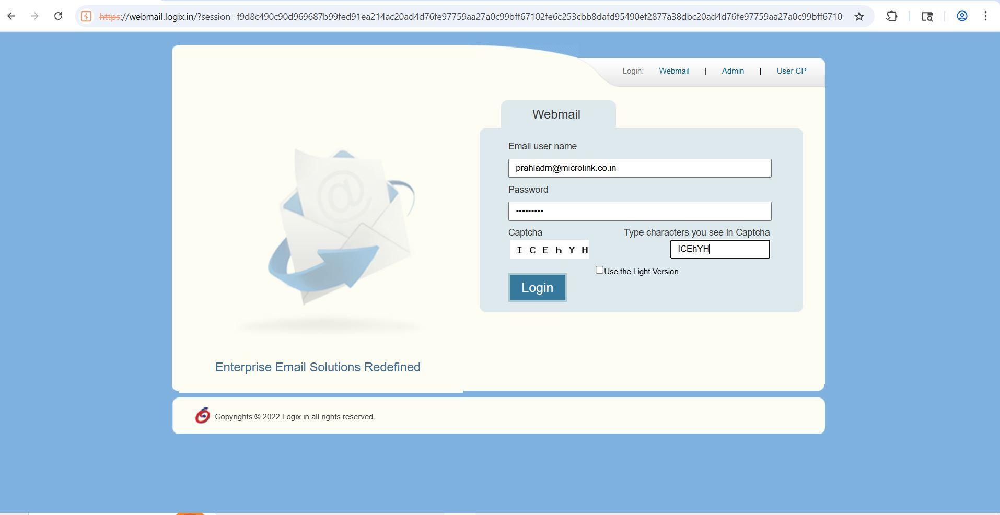 https://webmail.logix.in/?session=f9d8c490c90d969687b99fed91ea214ac20ad4d76fe97759aa27a0c99bff67102fe6c253cbb8dafd95490ef2877a38dbc20ad4d76fe97759aa27a0c99bff6710
Login: Webmail | Admin | User CP
Webmail
Email user name
prahladm@microlink.co.in
Password
•••••••••
Captcha Type characters you see in Captcha
ICEhYH ICEhYH
Use the Light Version
Login
Enterprise Email Solutions Redefined
Copyrights © 2022 Logix.in all rights reserved.